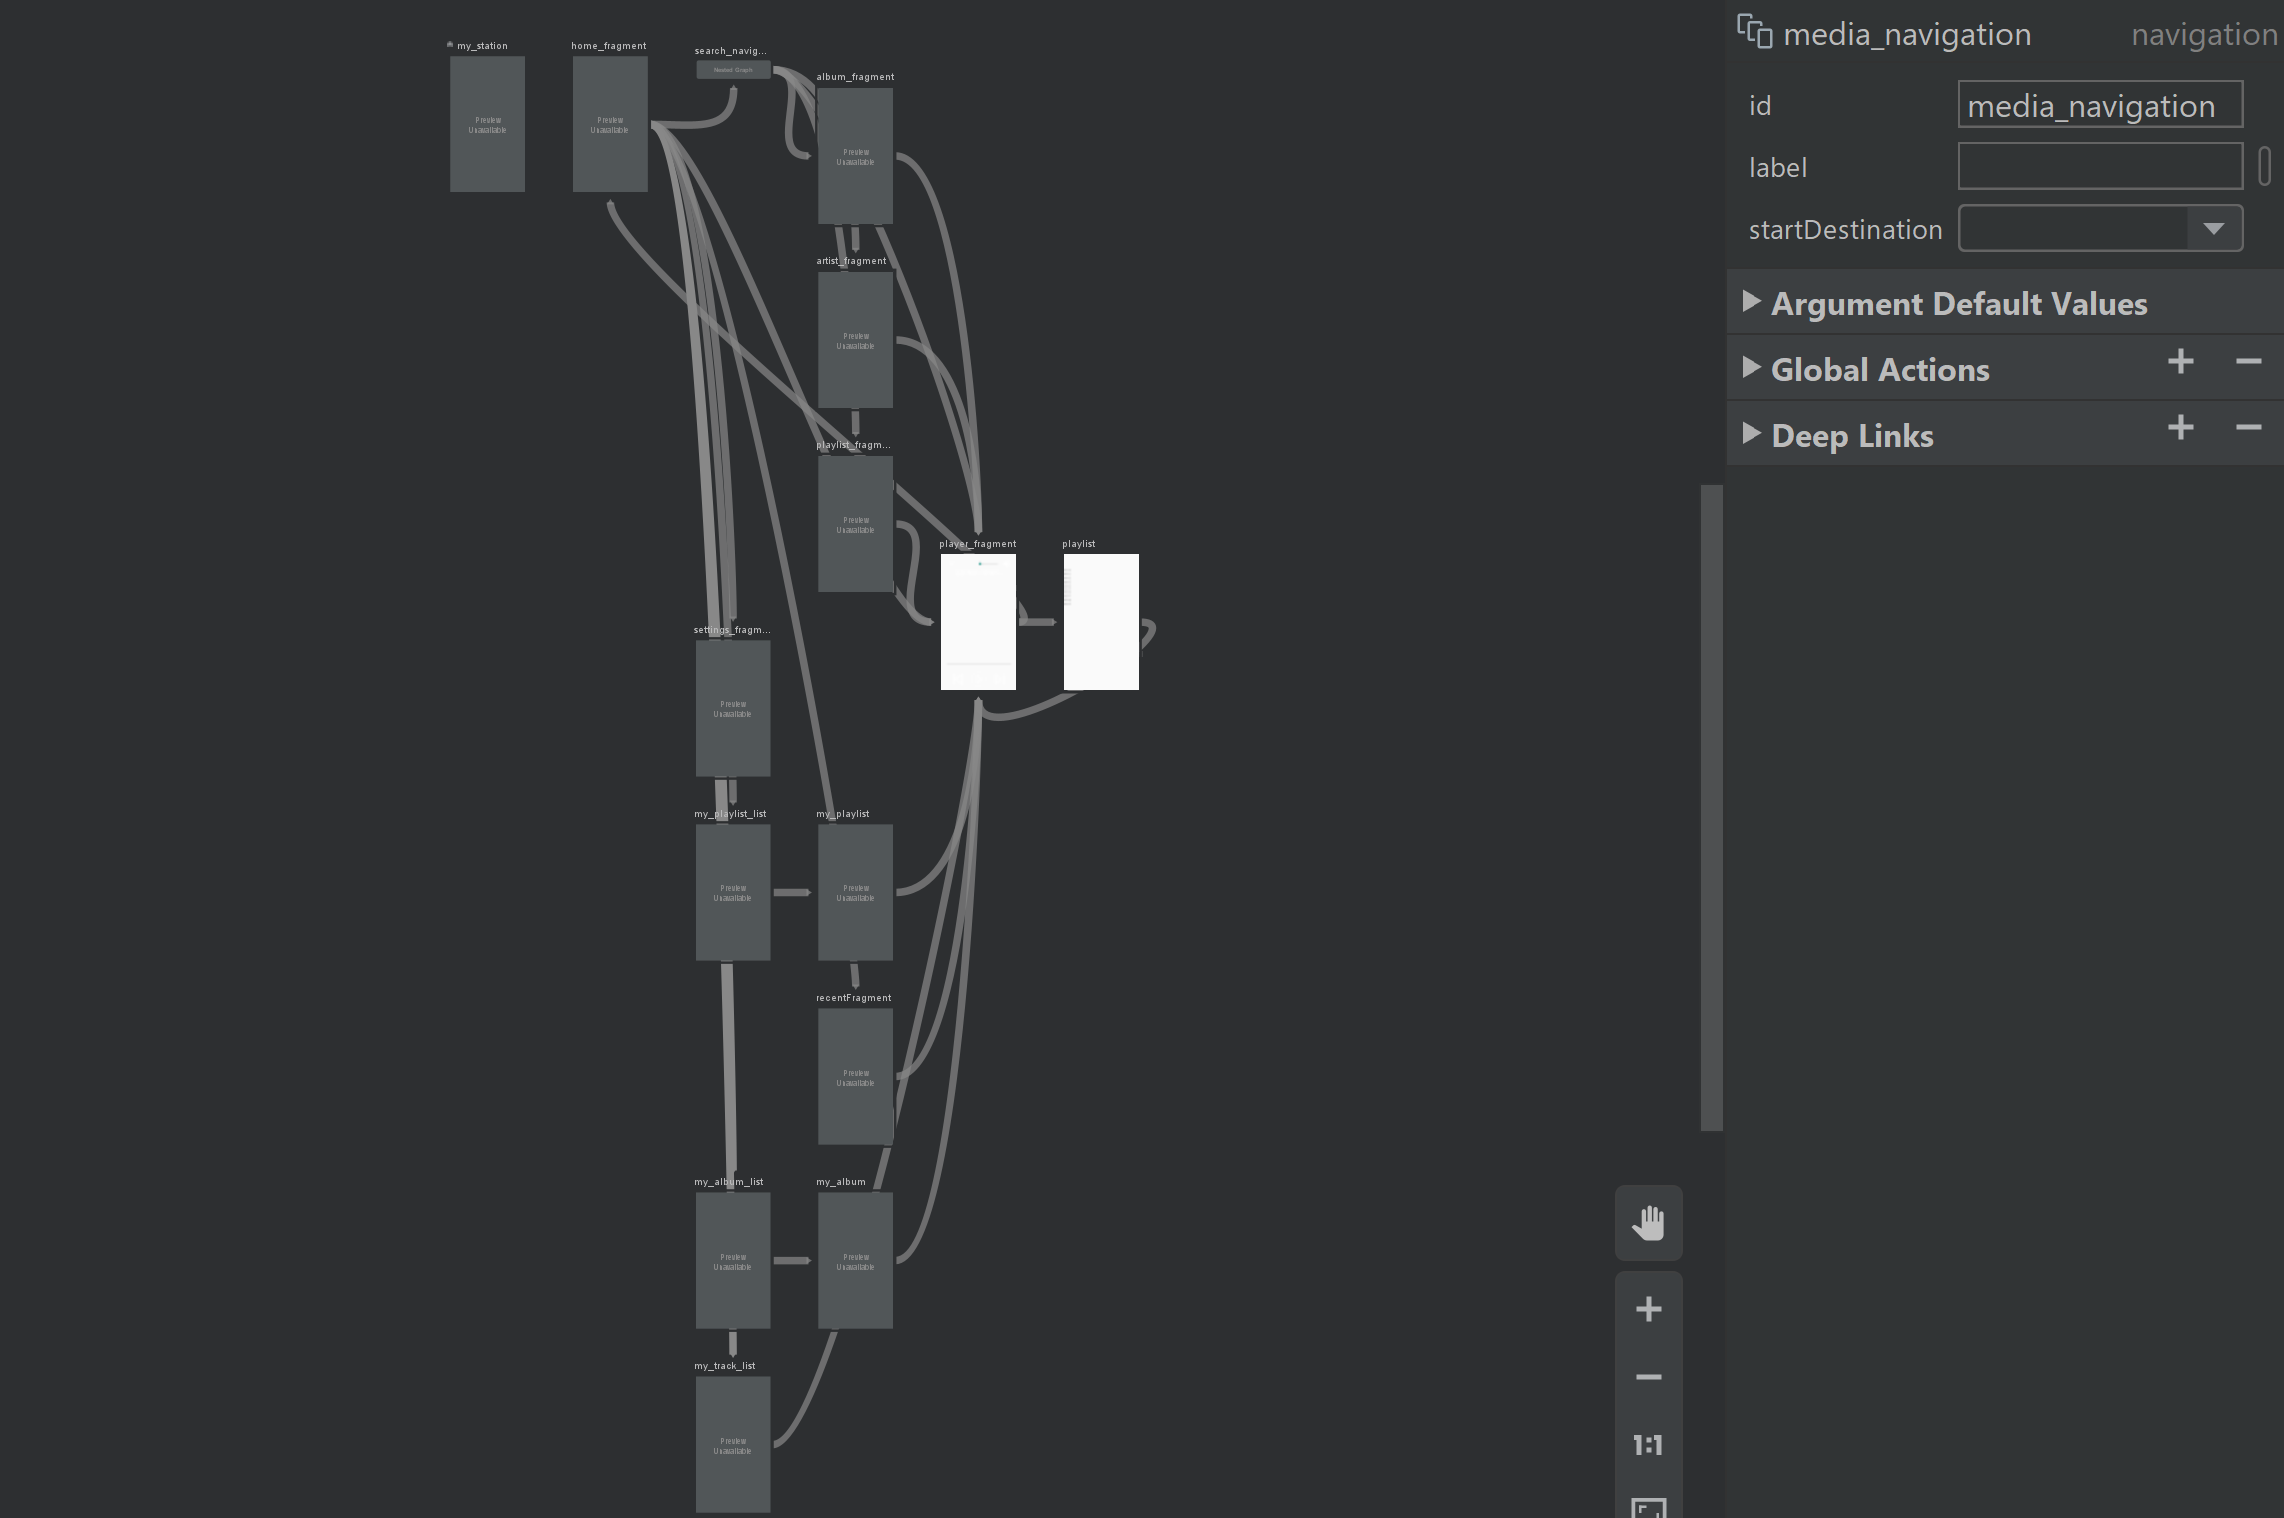 my_station
home_fragment
search_navig...
Nested Graph
album_fragment
Preview
Unavailable
Preview
Unavailable
Preview
Unavailable
artist_fragment
Preview
Unavailable
playlist_fragm...
Preview
Unavailable
player_fragment
playlist
settings_fragm...
Preview
Unavailable
my_playlist_list
my_playlist
Preview
Unavailable
Preview
Unavailable
recentFragment
Preview
Unavailable
my_album_list
my_album
Preview
Unavailable
Preview
Unavailable
my_track_list
Preview
Unavailable
1:1
media_navigation
navigation
id
media_navigation
label
startDestination
Argument Default Values
Global Actions
Deep Links